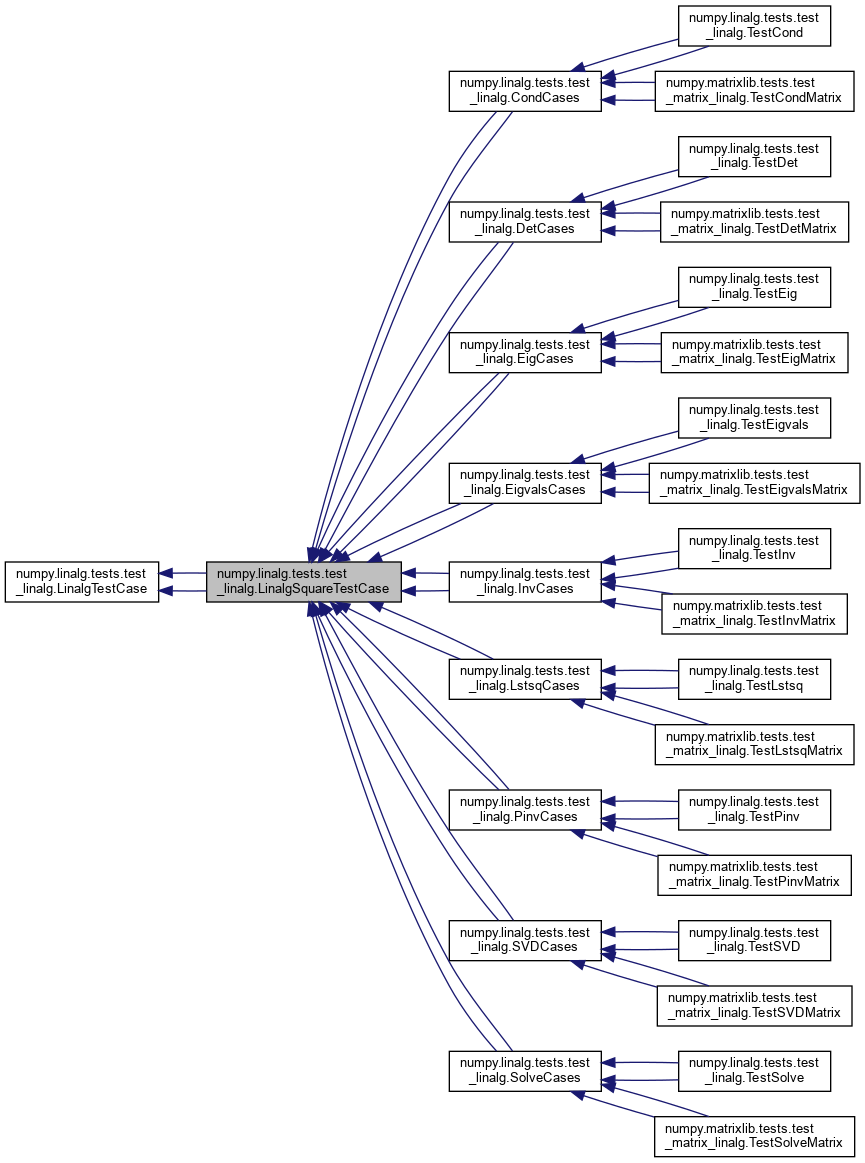 numpy.linalg.tests.test
_linalg.LinalgTestCase
numpy.linalg.tests.test
_linalg.LinalgSquareTestCase
numpy.linalg.tests.test
_linalg.CondCases
numpy.linalg.tests.test
_linalg.TestCond
numpy.matrixlib.tests.test
_matrix_linalg.TestCondMatrix
numpy.linalg.tests.test
_linalg.DetCases
numpy.linalg.tests.test
_linalg.TestDet
numpy.matrixlib.tests.test
_matrix_linalg.TestDetMatrix
numpy.linalg.tests.test
_linalg.EigCases
numpy.linalg.tests.test
_linalg.TestEig
numpy.matrixlib.tests.test
_matrix_linalg.TestEigMatrix
numpy.linalg.tests.test
_linalg.EigvalsCases
numpy.linalg.tests.test
_linalg.TestEigvals
numpy.matrixlib.tests.test
_matrix_linalg.TestEigvalsMatrix
numpy.linalg.tests.test
_linalg.InvCases
numpy.linalg.tests.test
_linalg.TestInv
numpy.matrixlib.tests.test
_matrix_linalg.TestInvMatrix
numpy.linalg.tests.test
_linalg.LstsqCases
numpy.linalg.tests.test
_linalg.TestLstsq
numpy.matrixlib.tests.test
_matrix_linalg.TestLstsqMatrix
numpy.linalg.tests.test
_linalg.PinvCases
numpy.linalg.tests.test
_linalg.TestPinv
numpy.matrixlib.tests.test
_matrix_linalg.TestPinvMatrix
numpy.linalg.tests.test
_linalg.SVDCases
numpy.linalg.tests.test
_linalg.TestSVD
numpy.matrixlib.tests.test
_matrix_linalg.TestSVDMatrix
numpy.linalg.tests.test
_linalg.SolveCases
numpy.linalg.tests.test
_linalg.TestSolve
numpy.matrixlib.tests.test
_matrix_linalg.TestSolveMatrix